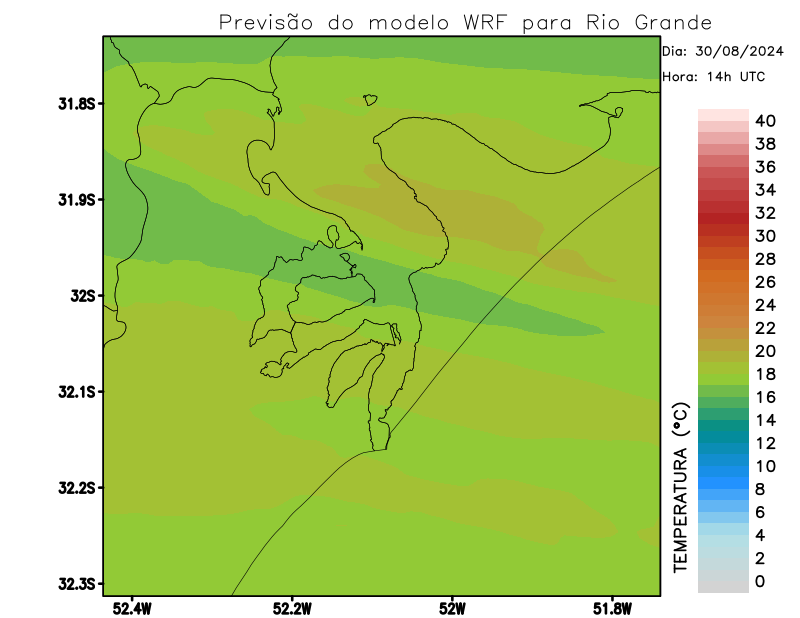 Previsão do modelo WRF para Rio Grande
Dia: 30/08/2024
Hora: 14h UTC
31.8S
31.9S
32S
32.1S
32.2S
32.3S
52.4W
52.2W
52W
51.8W
TEMPERATURA (°C)
40
38
36
34
32
30
28
26
24
22
20
18
16
14
12
10
8
6
4
2
0